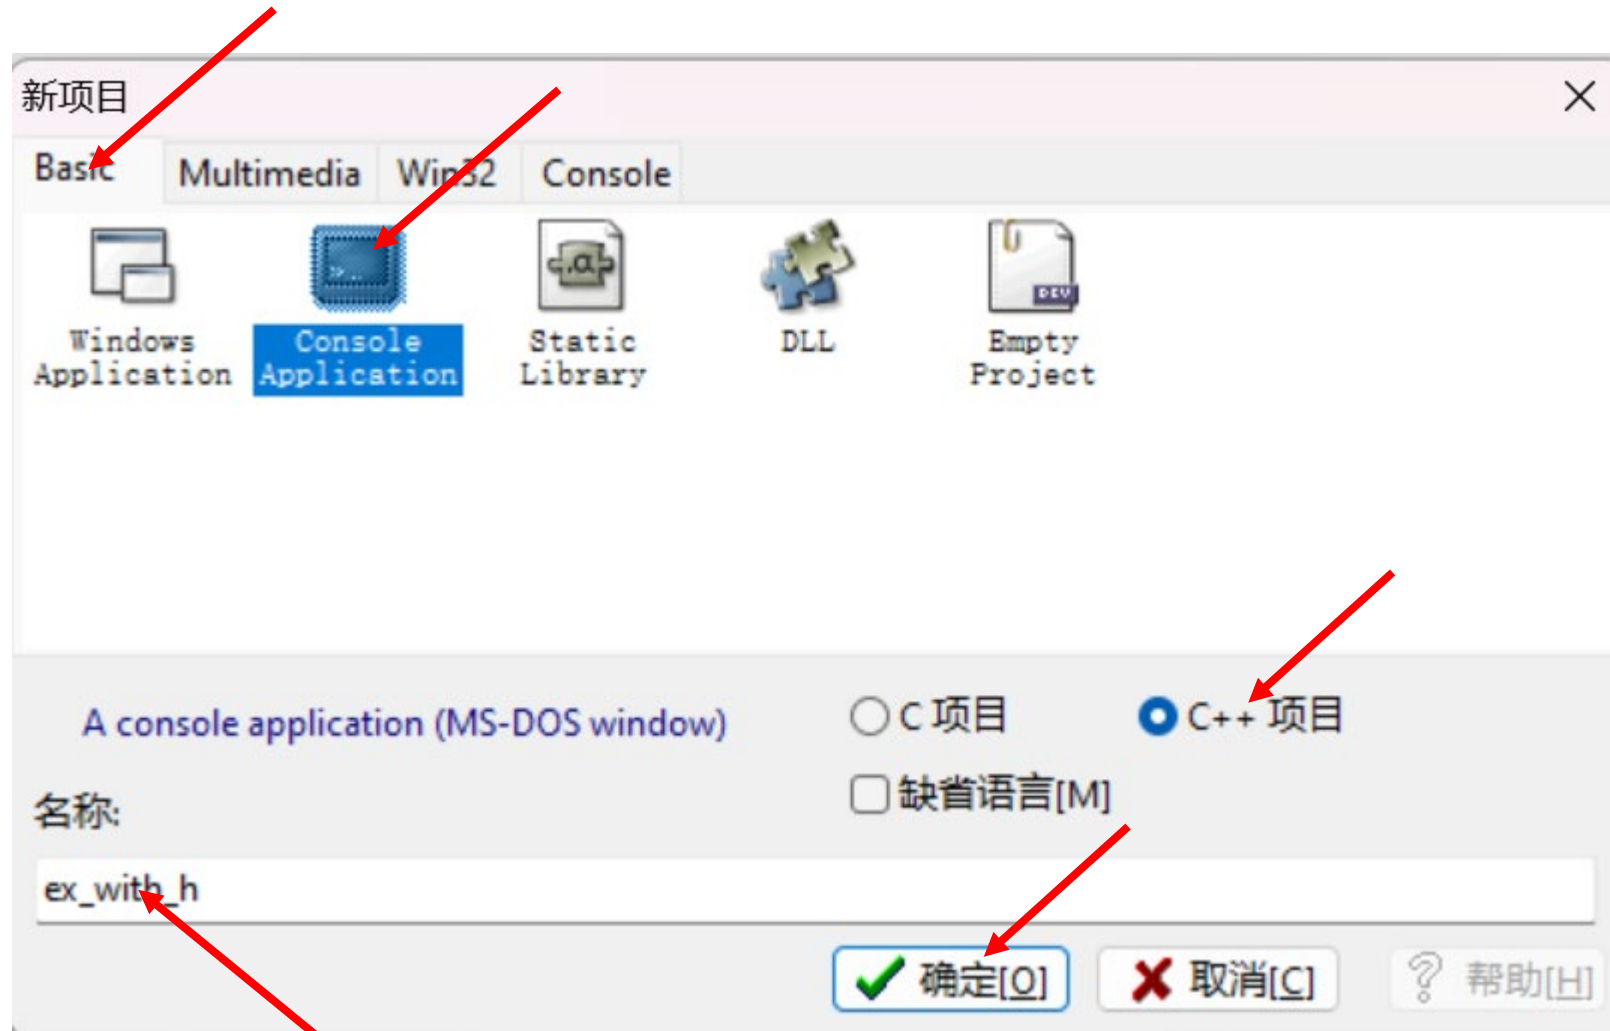 新项目
Basic Multimedia Win32 Console
Windows Application
Console Application
Static Library
DLL
Empty Project
A console application (MS-DOS window)
C 项目
C++ 项目
缺省语言[M]
名称:
ex_with_h
确定[O]
取消[C]
帮助[H]